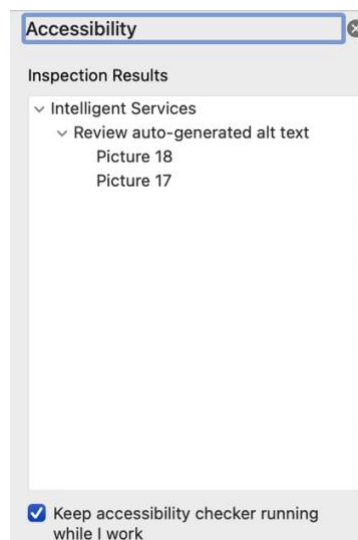 Accessibility
Inspection Results
Intelligent Services
Review auto-generated alt text
Picture 18
Picture 17
Keep accessibility checker running
while I work